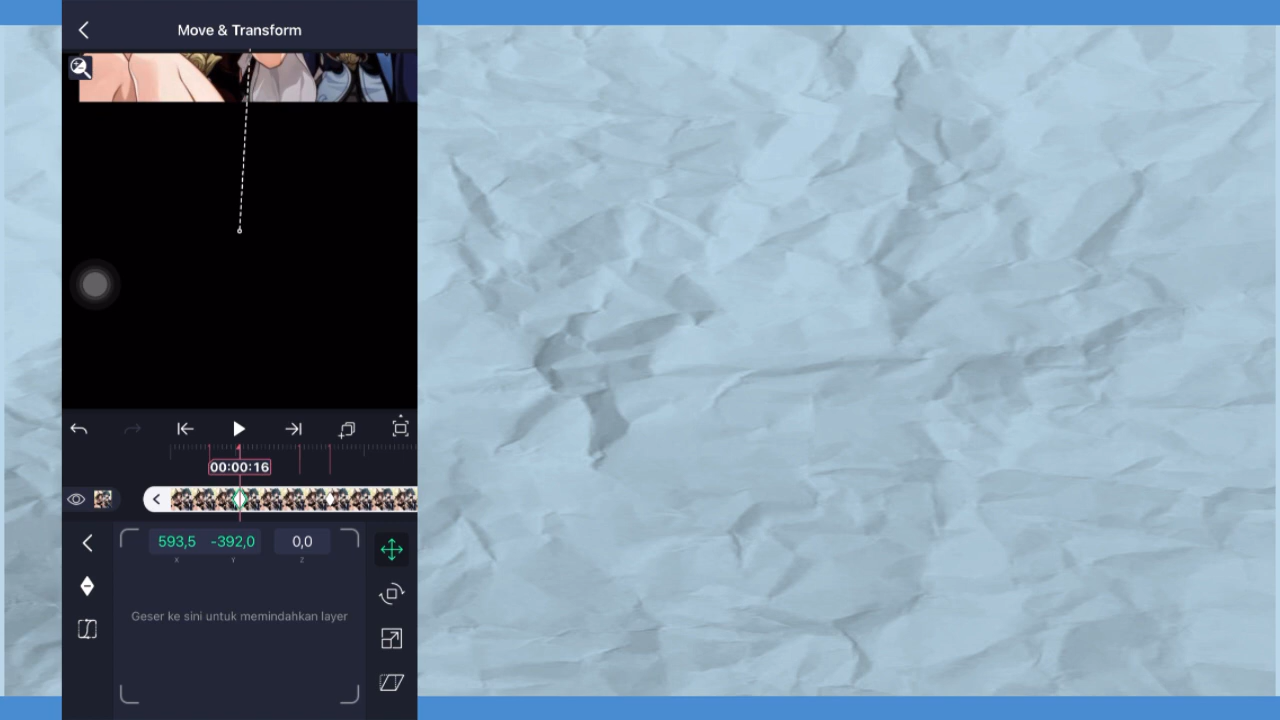 Move & Transform
00:00:16
593,5 -392,0 0,0
X Y Z
Geser ke sini untuk memindahkan layer